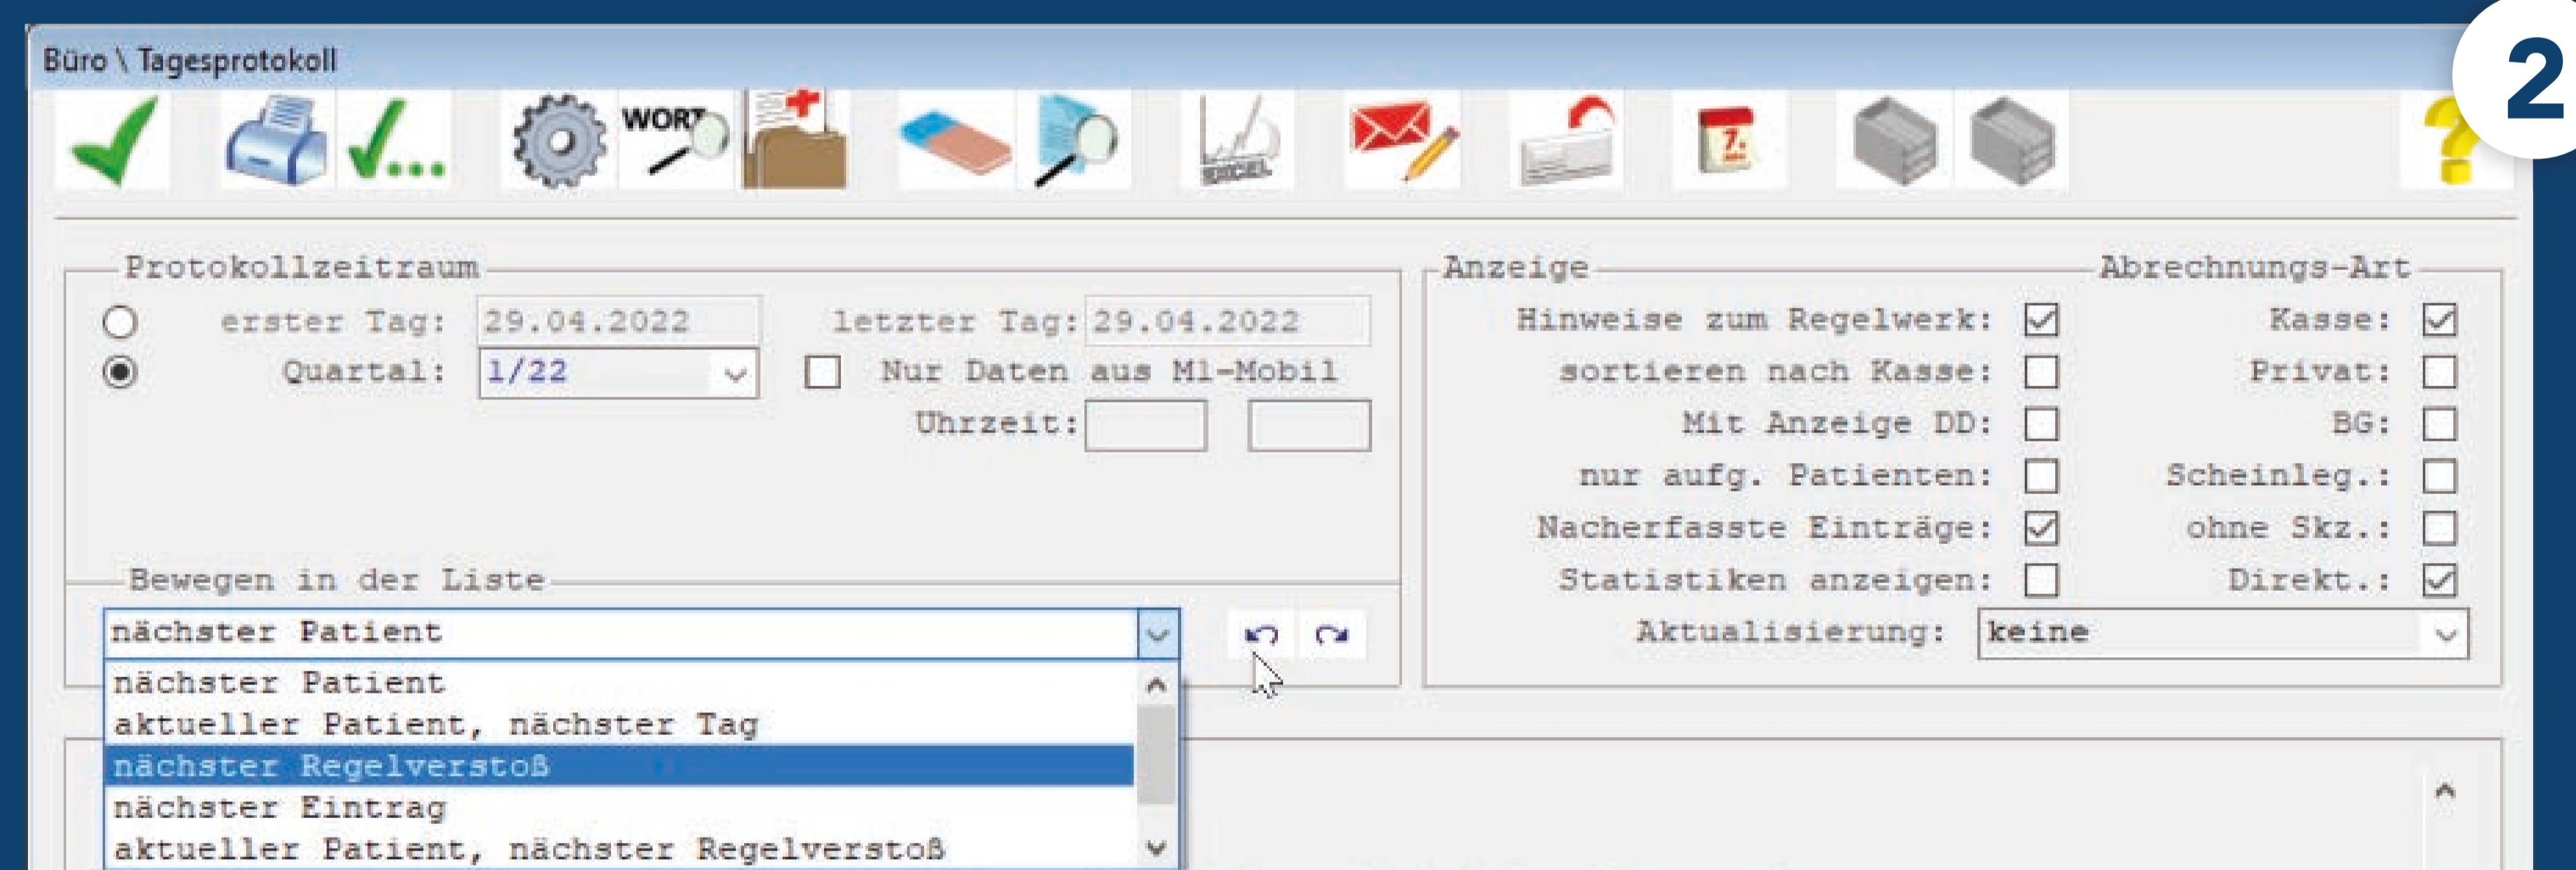 2
Büro \ Tagesprotokoll
WORT
EXCEL
7.
Protokollzeitraum
erster Tag: 29.04.2022 letzter Tag: 29.04.2022
Quartal: 1/22 Nur Daten aus M1-Mobil
Uhrzeit:
Bewegen in der Liste
nächster Patient
nächster Patient
aktueller Patient, nächster Tag
nächster Regelverstoß
nächster Eintrag
aktueller Patient, nächster Regelverstoß
Anzeige Abrechnungs-Art
Hinweise zum Regelwerk: Kasse:
sortieren nach Kasse: Privat:
Mit Anzeige DD: BG:
nur aufg. Patienten: Scheinleg.:
Nacherfasste Einträge: ohne Skz.:
Statistiken anzeigen: Direkt.:
Aktualisierung: keine